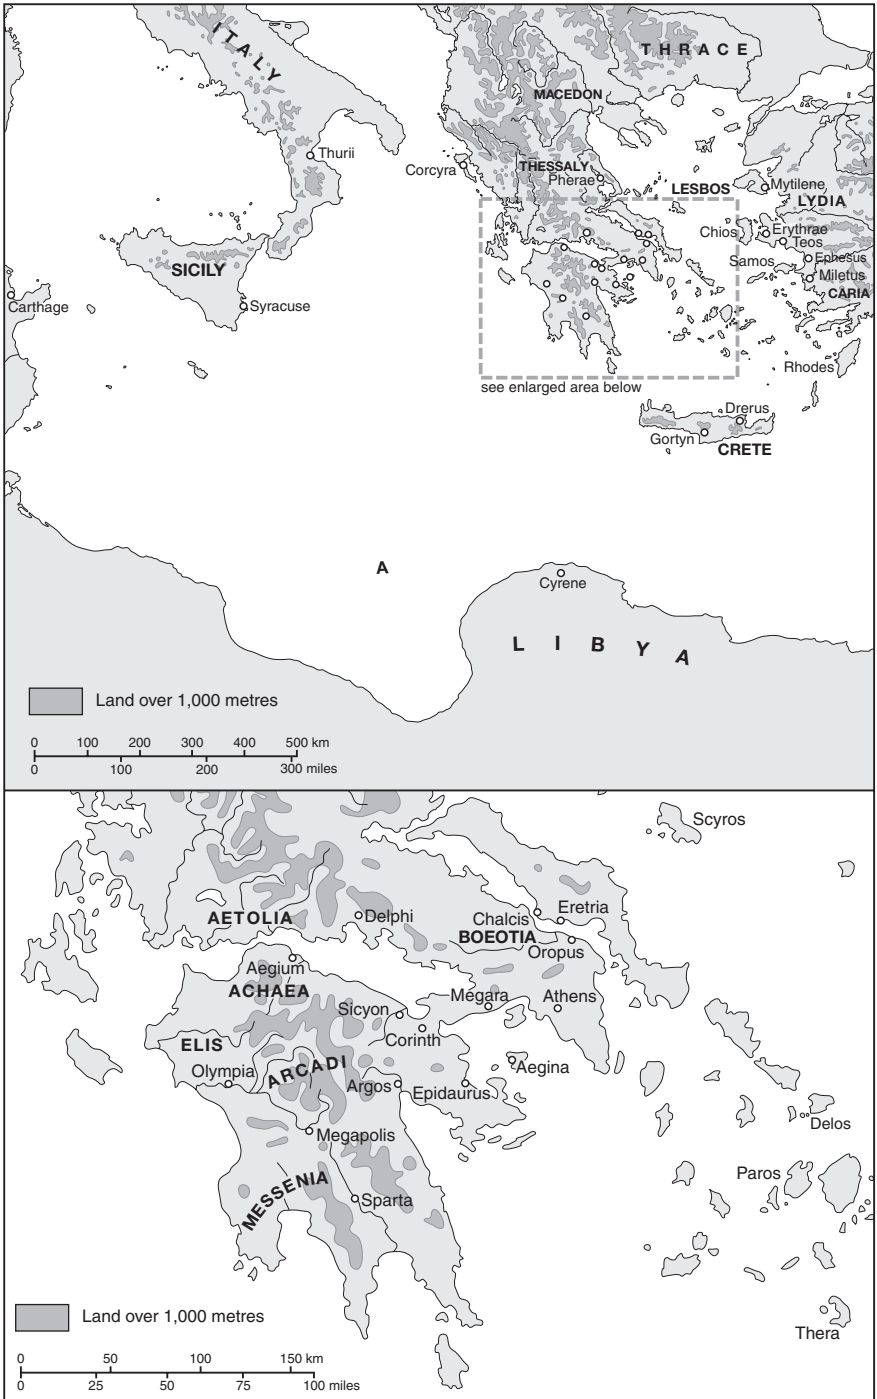 ITALY
THRACE
MACEDON
Thurii
Corcyra
THESSALY
Pherae
LESBOS
Mytilene
LYDIA
Chios
Erythrae
Teos
Samos
Ephesus
Miletus
CARIA
SICILY
Carthage
Syracuse
Rhodes
see enlarged area below
Drerus
Gortyn
CRETE
A
Cyrene
LIBYA
Land over 1,000 metres
0 100 200 300 400 500 km
0 100 200 300 miles
Scyros
AETOLIA
Delphi
Chalcis
Eretria
BOEOTIA
Oropus
Aegium
ACHAEA
Megara
Athens
Sicyon
Corinth
ELIS
Olympia
ARCADI
Argos
Epidaurus
Aegina
Delos
Megapolis
Paros
MESSENIA
Sparta
Land over 1,000 metres
Thera
0 50 100 150 km
0 25 50 75 100 miles